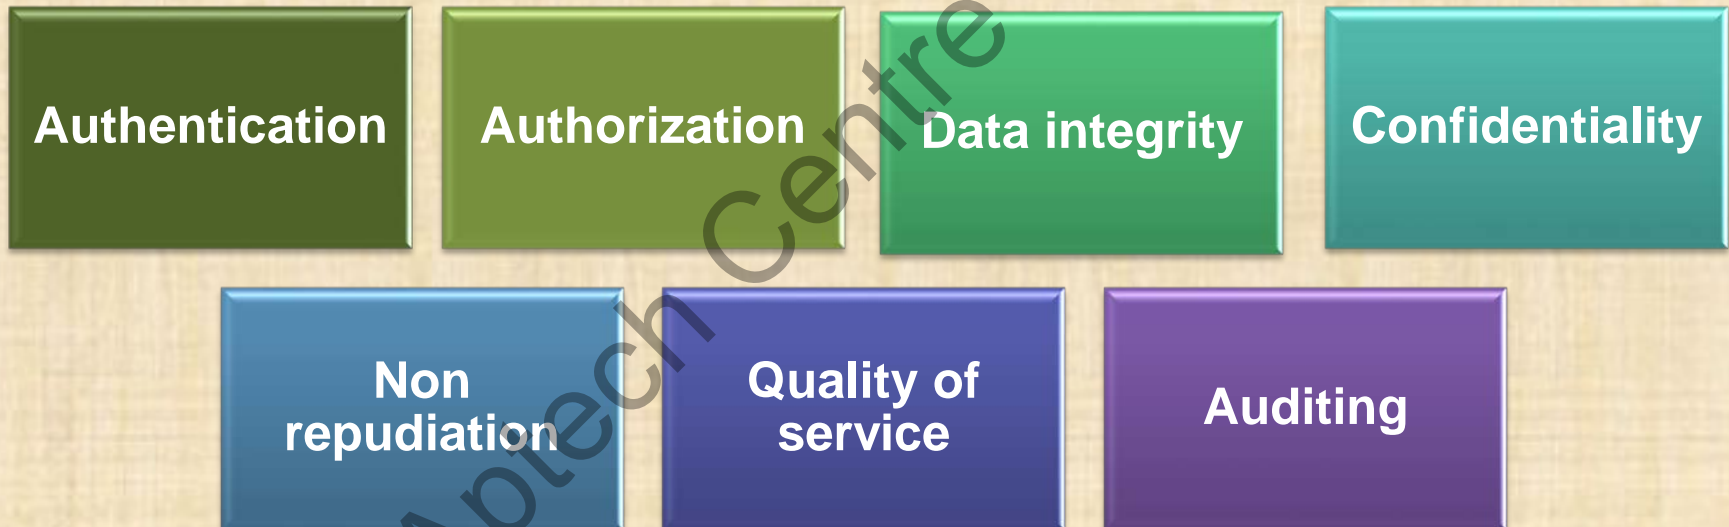 Authentication
Authorization
Data integrity
Confidentiality
Non
repudiation
Quality of
service
Auditing
Aptech Centre